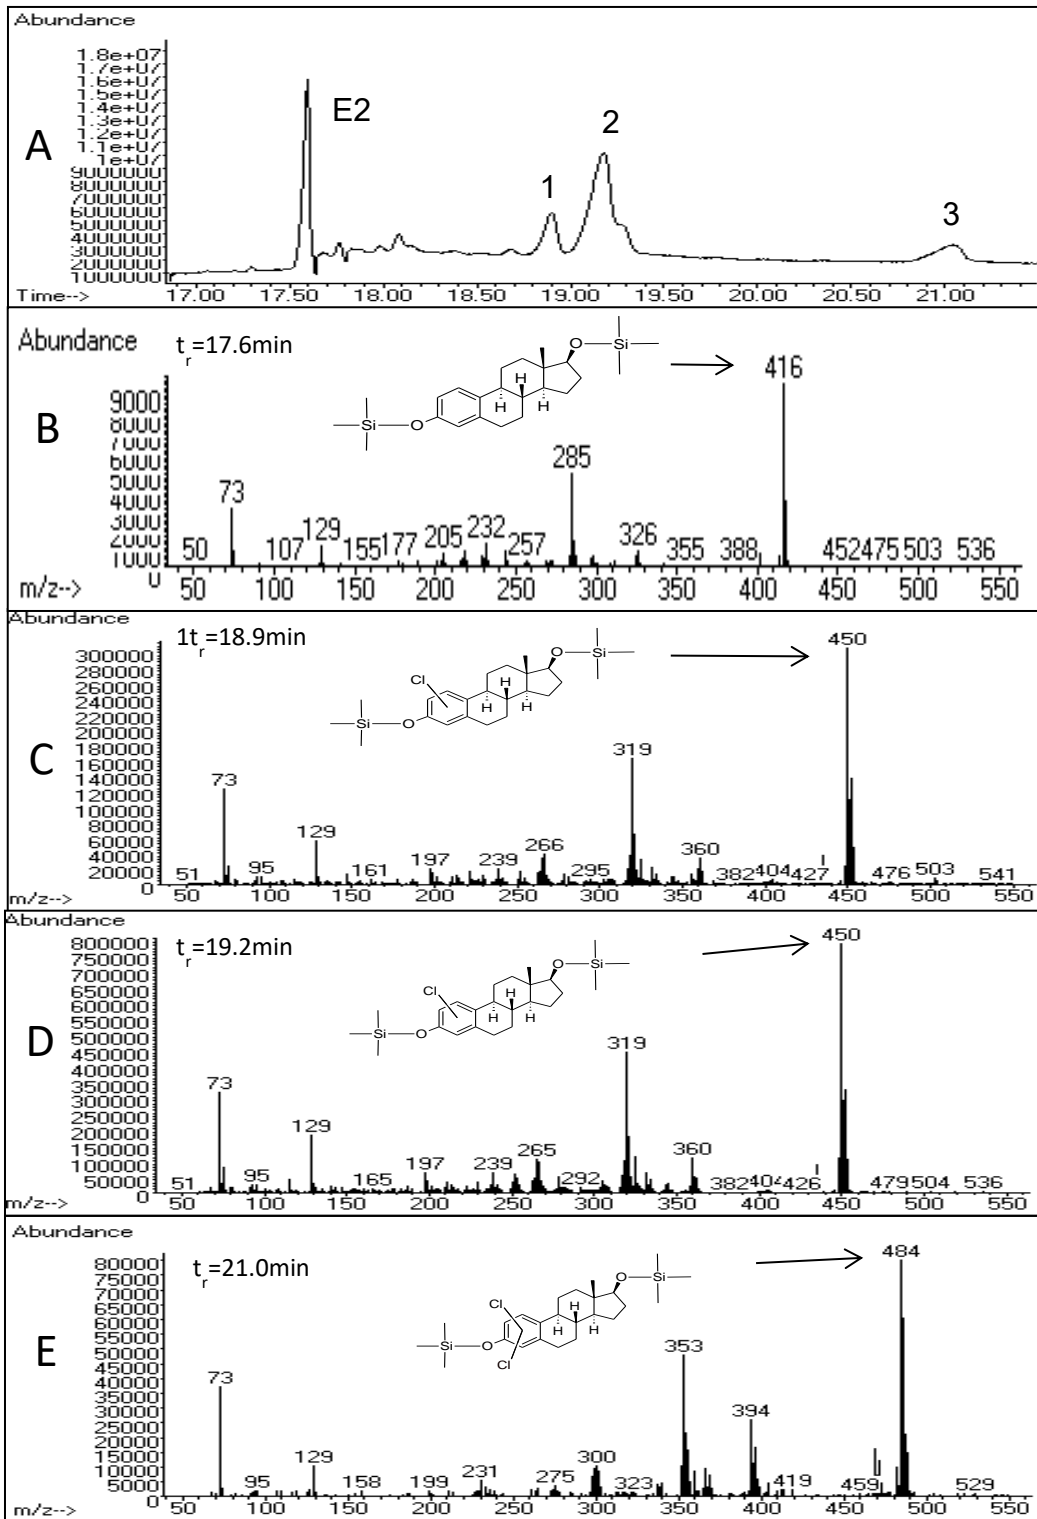 Abundance
1.8e+07
1.7e+07
1.6e+07
1.5e+07
1.4e+07
1.3e+07
1.2e+07
1.1e+07
1e+07
9000000
8000000
7000000
6000000
5000000
4000000
3000000
2000000
1000000
A
E2
1
2
3
17.00 17.50 18.00 18.50 19.00 19.50 20.00 20.50 21.00
Time-->
Abundance
t r=17.6min
B
9000
8000
7000
6000
5000
4000
3000
2000
1000
0
Si O
O Si
H
H H
73 129 285 416
50 107 155 177 205 232 257 326 355 388 452 475 503 536
50 100 150 200 250 300 350 400 450 500 550
m/z-->
Abundance
1t r=18.9min
C
300000
280000
260000
240000
220000
200000
180000
160000
140000
120000
100000
80000
60000
40000
20000
0
Cl
Si O
O Si
H
H H
73 129 319 450
51 95 161 197 239 266 295 360 382 404 427 476 503 541
50 100 150 200 250 300 350 400 450 500 550
m/z-->
Abundance
t r=19.2min
D
800000
750000
700000
650000
600000
550000
500000
450000
400000
350000
300000
250000
200000
150000
100000
50000
0
Cl
Si O
O Si
H
H H
73 129 319 450
51 95 165 197 239 265 292 360 382 404 426 479 504 536
50 100 150 200 250 300 350 400 450 500 550
m/z-->
Abundance
t r=21.0min
E
80000
75000
70000
65000
60000
55000
50000
45000
40000
35000
30000
25000
20000
15000
10000
5000
0
Cl
Cl
Si O
O Si
H
H H
73 129 353 394 484
95 158 199 231 275 300 323 419 459 529
50 100 150 200 250 300 350 400 450 500 550
m/z-->